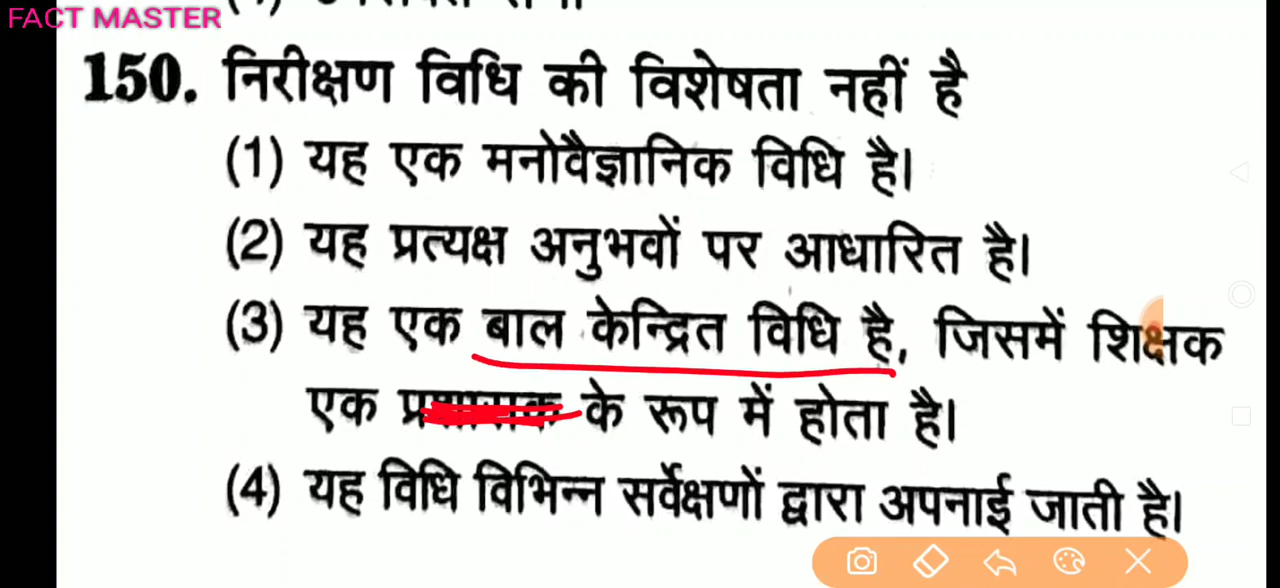 FACT MASTER
150. निरीक्षण विधि की विशेषता नहीं है
(1) यह एक मनोवैज्ञानिक विधि है।
(2) यह प्रत्यक्ष अनुभवों पर आधारित है।
(3) यह एक बाल केन्द्रित विधि है, जिसमें शिक्षक
एक के रूप में होता है।
(4) यह विधि विभिन्न सर्वेक्षणों द्वारा अपनाई जाती है।